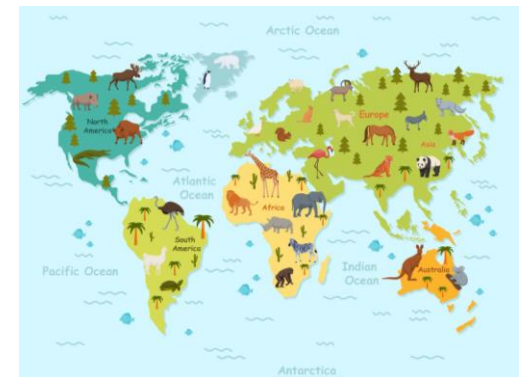 Arctic Ocean
North
America
Europe
Asia
Atlantic
Ocean
Africa
South
America
Pacific Ocean
Indian
Ocean
Australia
Antarctica